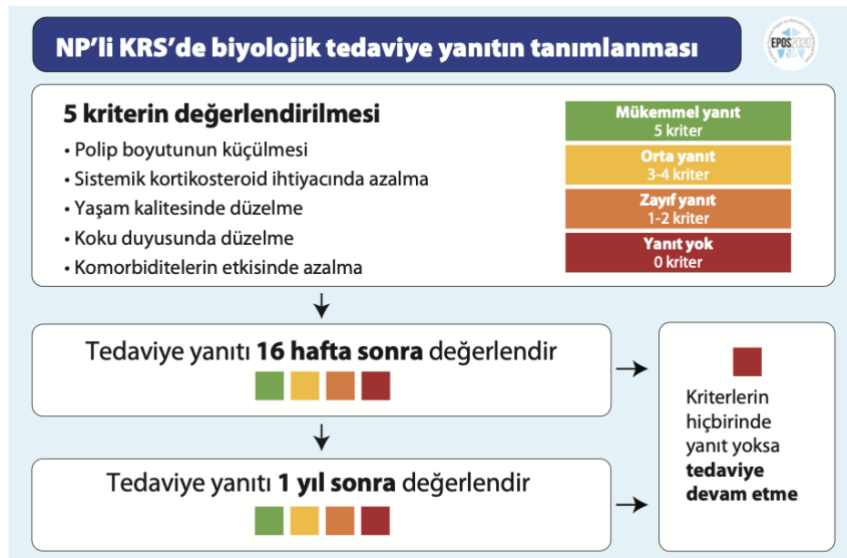 NP’li KRS’de biyolojik tedaviye yanıtın tanımlanması
EPOS2020
5 kriterin değerlendirilmesi
• Polip boyutunun küçülmesi
• Sistemik kortikosteroid ihtiyacında azalma
• Yaşam kalitesinde düzelme
• Koku duyusunda düzelme
• Komorbiditelerin etkisinde azalma
Mükemmel yanıt
5 kriter
Orta yanıt
3-4 kriter
Zayıf yanıt
1-2 kriter
Yanıt yok
0 kriter
Tedaviye yanıtı 16 hafta sonra değerlendir
Tedaviye yanıtı 1 yıl sonra değerlendir
Kriterlerin
hiçbirinde
yanıt yoksa
tedaviye
devam etme